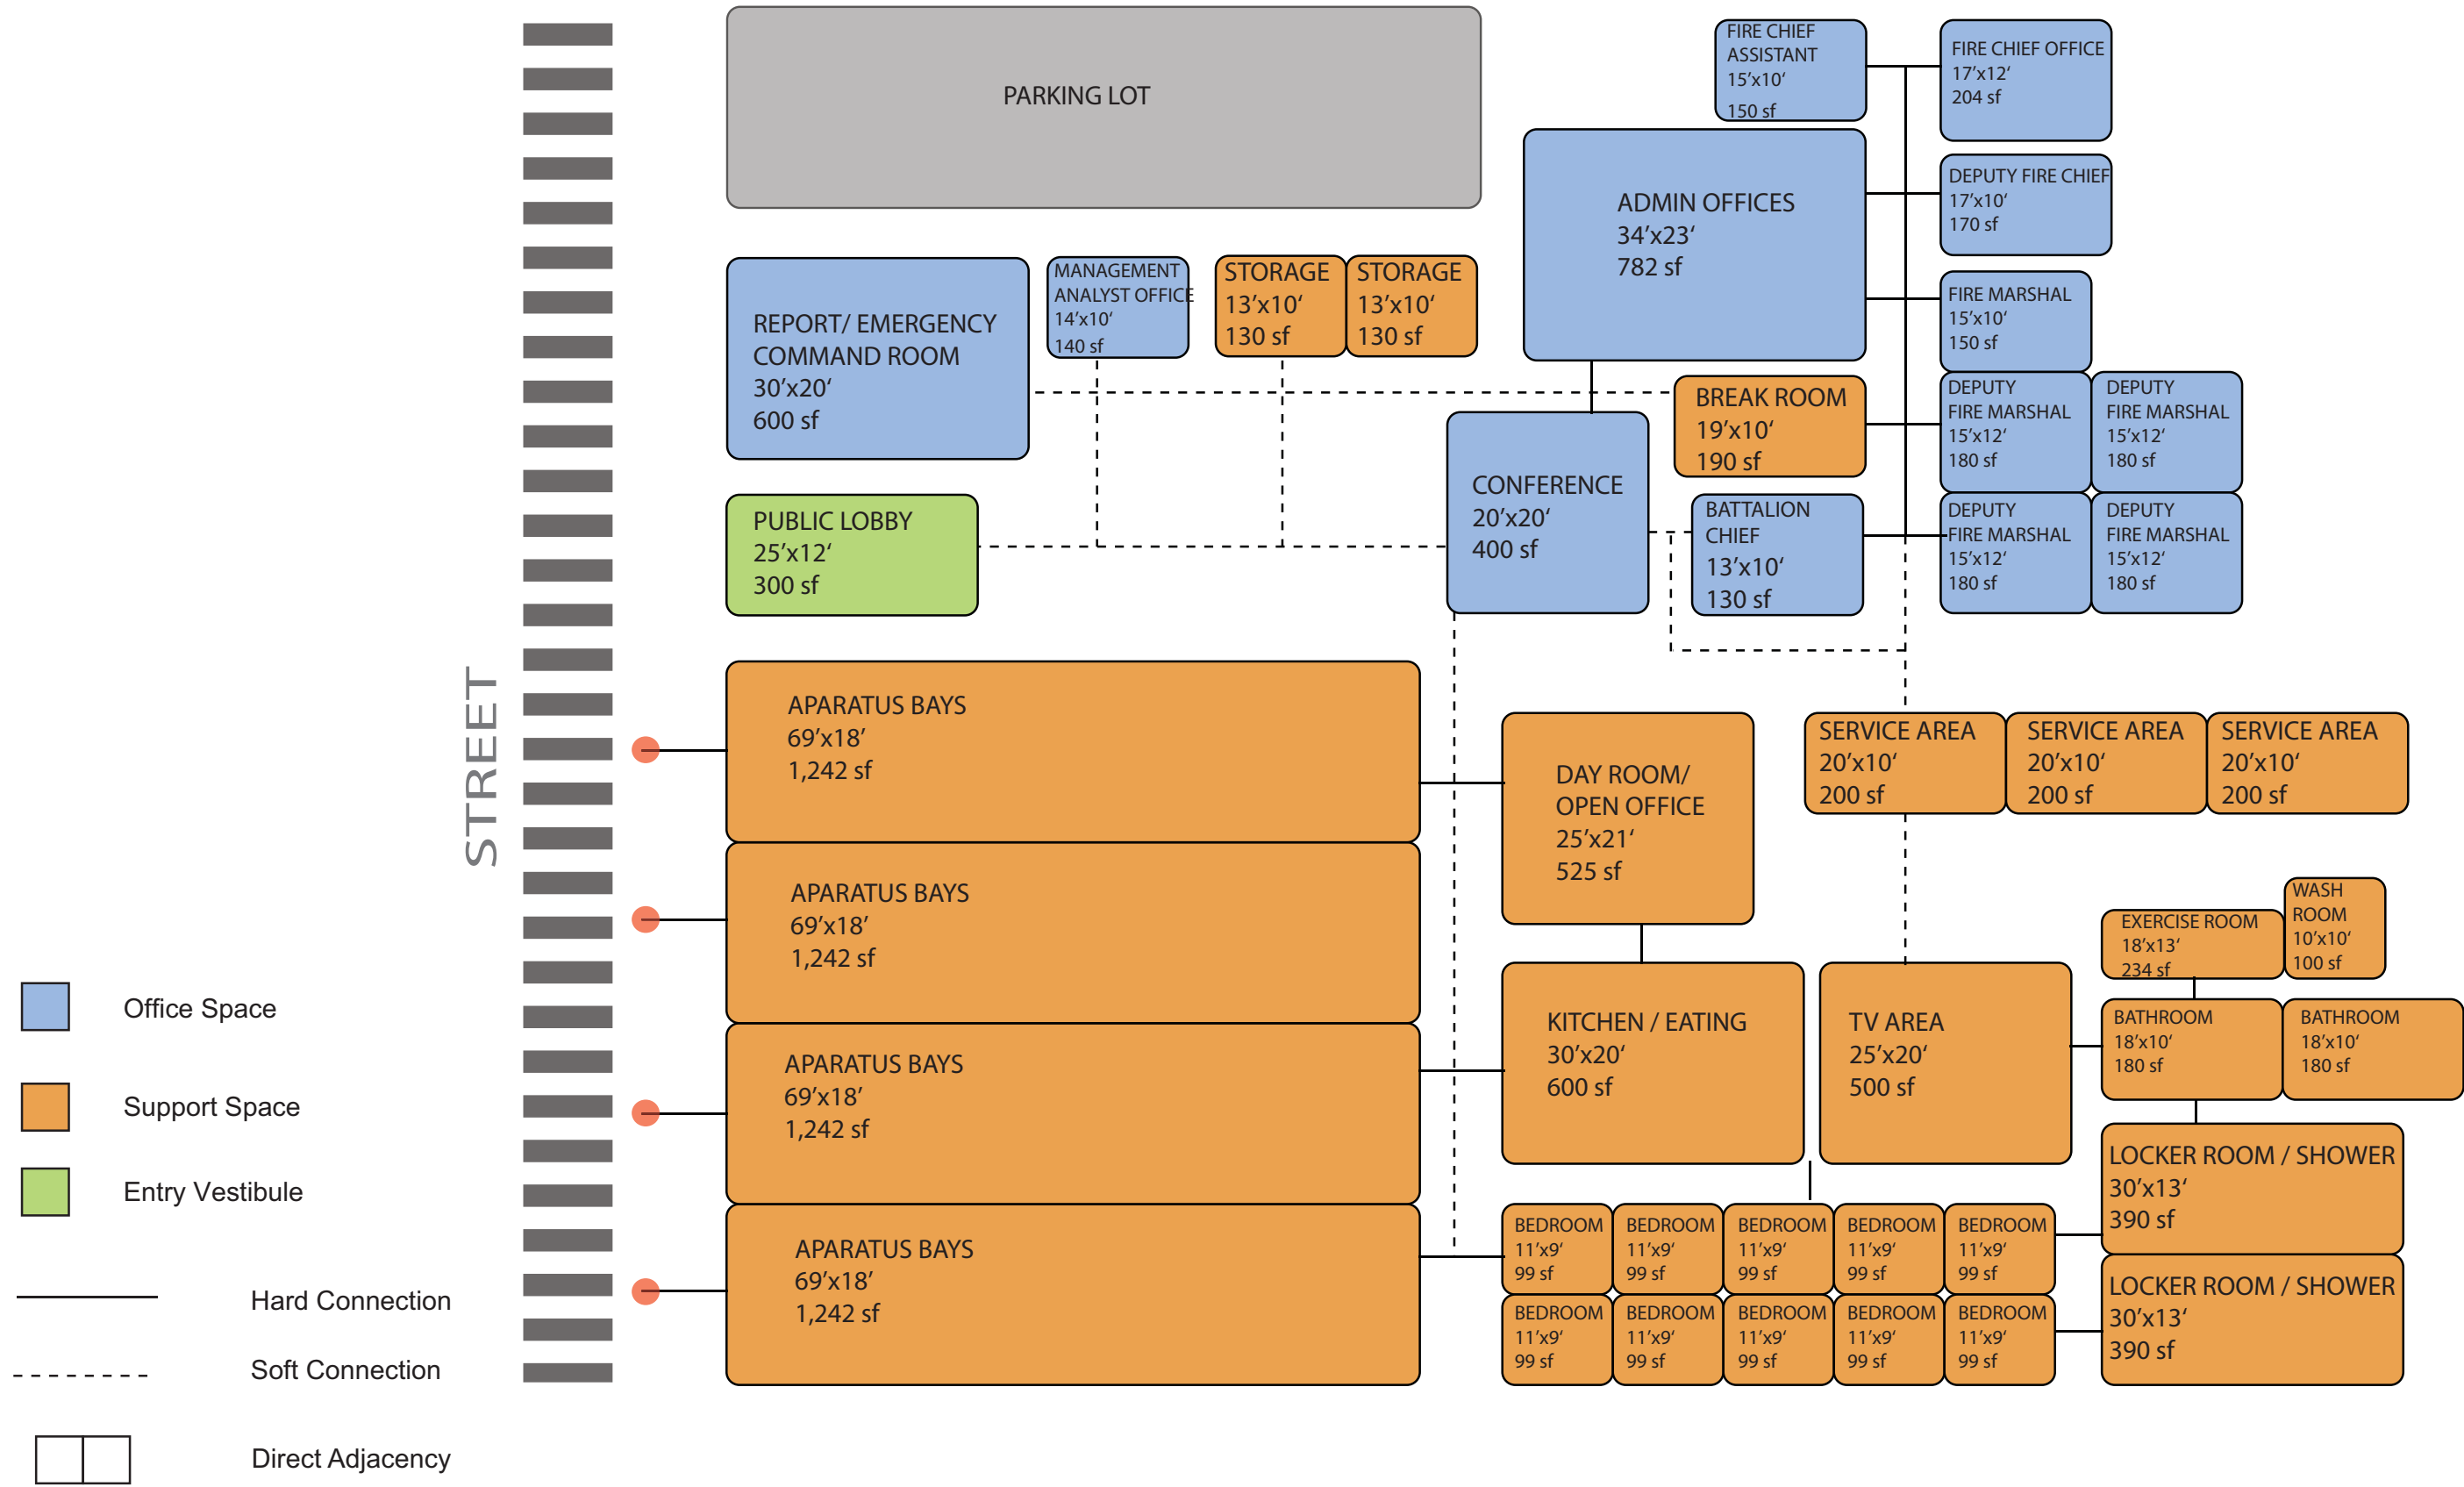 PARKING LOT
FIRE CHIEF
ASSISTANT
15’x10‘
150 sf
FIRE CHIEF OFFICE
17’x12‘
204 sf
ADMIN OFFICES
34’x23‘
782 sf
DEPUTY FIRE CHIEF
17’x10‘
170 sf
REPORT/ EMERGENCY
COMMAND ROOM
30’x20‘
600 sf
MANAGEMENT
ANALYST OFFICE
14’x10‘
140 sf
STORAGE
13’x10‘
130 sf
STORAGE
13’x10‘
130 sf
FIRE MARSHAL
15’x10‘
150 sf
BREAK ROOM
19’x10‘
190 sf
DEPUTY
FIRE MARSHAL
15’x12‘
180 sf
DEPUTY
FIRE MARSHAL
15’x12‘
180 sf
PUBLIC LOBBY
25’x12‘
300 sf
CONFERENCE
20’x20‘
400 sf
BATTALION
CHIEF
13’x10‘
130 sf
DEPUTY
FIRE MARSHAL
15’x12‘
180 sf
DEPUTY
FIRE MARSHAL
15’x12‘
180 sf
STREET
APARATUS BAYS
69’x18’
1,242 sf
DAY ROOM/
OPEN OFFICE
25’x21‘
525 sf
SERVICE AREA
20’x10‘
200 sf
SERVICE AREA
20’x10‘
200 sf
SERVICE AREA
20’x10‘
200 sf
APARATUS BAYS
69’x18’
1,242 sf
EXERCISE ROOM
18’x13‘
234 sf
WASH
ROOM
10’x10‘
100 sf
APARATUS BAYS
69’x18’
1,242 sf
KITCHEN / EATING
30’x20‘
600 sf
TV AREA
25’x20‘
500 sf
BATHROOM
18’x10‘
180 sf
BATHROOM
18’x10‘
180 sf
LOCKER ROOM / SHOWER
30’x13‘
390 sf
APARATUS BAYS
69’x18’
1,242 sf
BEDROOM
11’x9‘
99 sf
BEDROOM
11’x9‘
99 sf
BEDROOM
11’x9‘
99 sf
BEDROOM
11’x9‘
99 sf
BEDROOM
11’x9‘
99 sf
LOCKER ROOM / SHOWER
30’x13‘
390 sf
BEDROOM
11’x9‘
99 sf
BEDROOM
11’x9‘
99 sf
BEDROOM
11’x9‘
99 sf
BEDROOM
11’x9‘
99 sf
BEDROOM
11’x9‘
99 sf
Office Space
Support Space
Entry Vestibule
Hard Connection
Soft Connection
Direct Adjacency